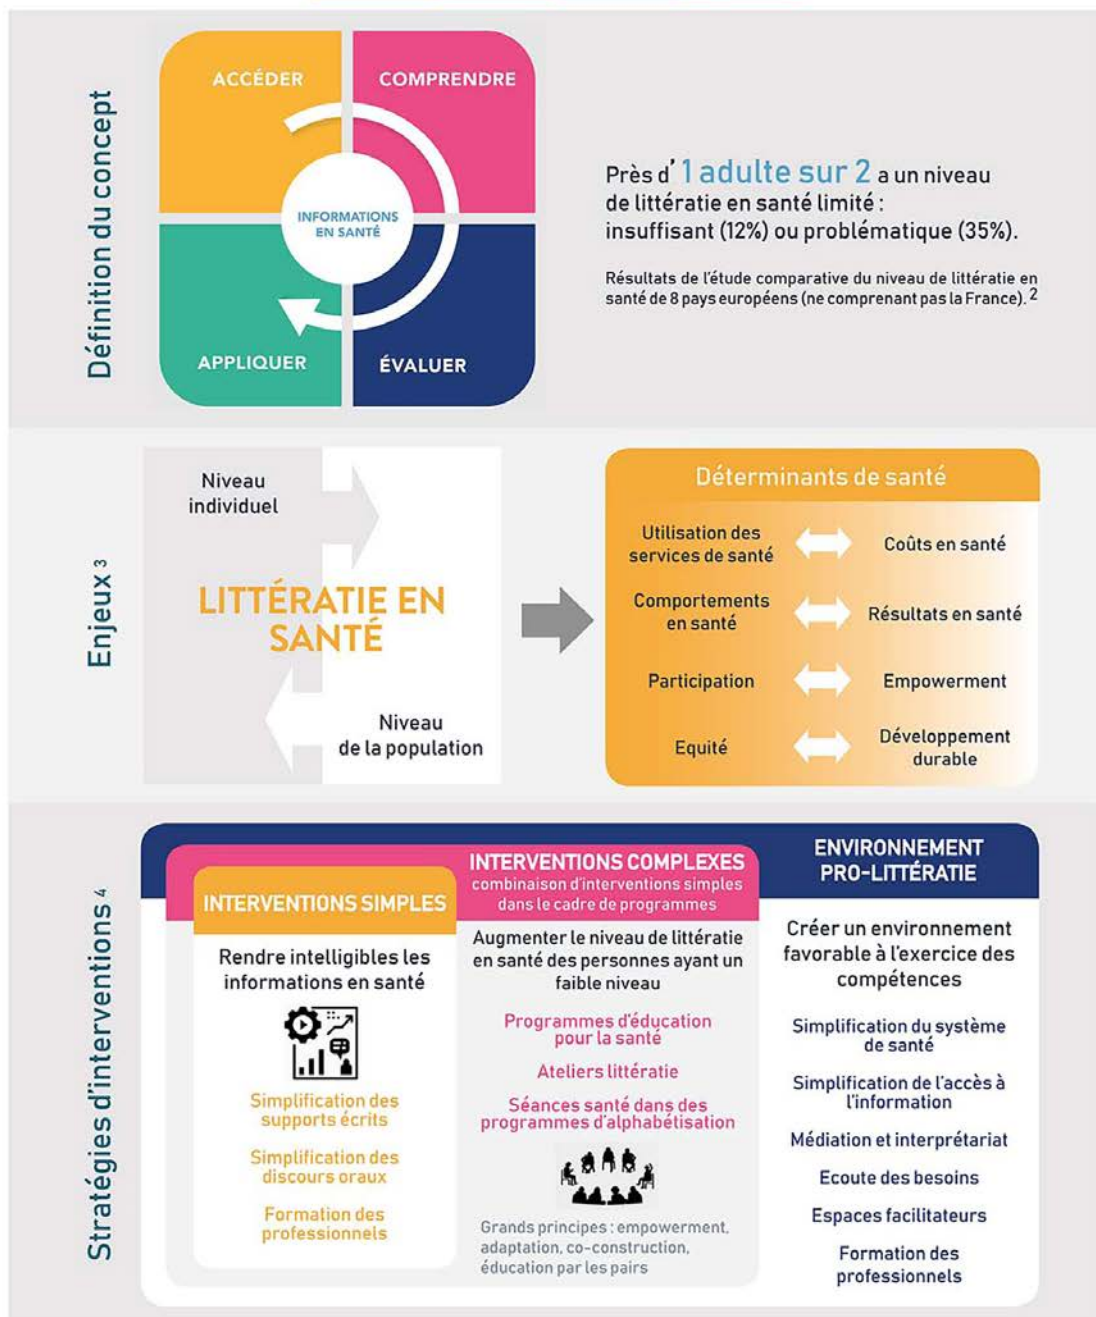 Définition du concept
ACCÉDER
COMPRENDRE
INFORMATIONS
EN SANTÉ
APPLIQUER
ÉVALUER
Près d' 1 adulte sur 2 a un niveau
de littératie en santé limité :
insuffisant (12%) ou problématique (35%).
Résultats de l'étude comparative du niveau de littératie en
santé de 8 pays européens (ne comprenant pas la France). 2
Enjeux 3
Niveau
individuel
LITTÉRATIE EN
SANTÉ
Niveau
de la population
Déterminants de santé
Utilisation des
services de santé
Coûts en santé
Comportements
en santé
Résultats en santé
Participation
Empowerment
Equité
Développement
durable
Stratégies d'interventions 4
INTERVENTIONS SIMPLES
Rendre intelligibles les
informations en santé
Simplification des
supports écrits
Simplification des
discours oraux
Formation des
professionnels
INTERVENTIONS COMPLEXES
combinaison d'interventions simples
dans le cadre de programmes
Augmenter le niveau de littératie
en santé des personnes ayant un
faible niveau
Programmes d'éducation
pour la santé
Ateliers littératie
Séances santé dans des
programmes d'alphabétisation
Grands principes : empowerment,
adaptation, co-construction,
éducation par les pairs
ENVIRONNEMENT
PRO-LITTÉRATIE
Créer un environnement
favorable à l'exercice des
compétences
Simplification du système
de santé
Simplification de l'accès à
l'information
Médiation et interprétariat
Ecoute des besoins
Espaces facilitateurs
Formation des
professionnels